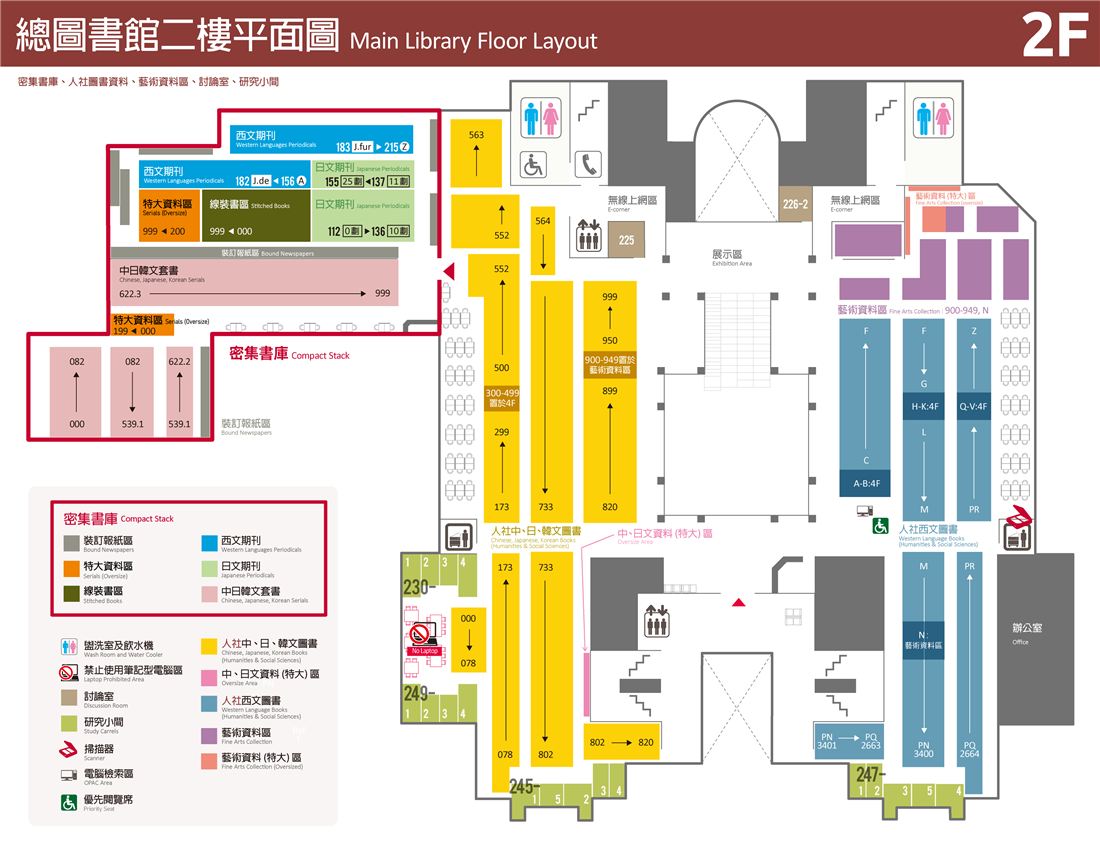 總圖書館二樓平面圖 Main Library Floor Layout
2F
密集書庫、人社圖書資料、藝術資料區、討論室、研究小間
西文期刊
Western Languages Periodicals
183 J.fur ▶ 215 Z
西文期刊
Western Languages Periodicals
182 J.de ◀ 156 A
日文期刊 Japanese Periodicals
155 25劃 ◀ 137 11劃
特大資料區
Serials (Oversize)
999 ◀ 200
線裝書區 Stitched Books
999 ◀ 000
日文期刊 Japanese Periodicals
112 0劃 ▶ 136 10劃
裝訂報紙區 Bound Newspapers
中日韓文套書
Chinese, Japanese, Korean Serials
622.3
999
特大資料區 Serials (Oversize)
199 ◀ 000
密集書庫 Compact Stack
082
000
082
539.1
622.2
539.1
裝訂報紙區
Bound Newspapers
563
552
564
552
500
300-499
置於4F
299
173
733
999
950
900-949置於
藝術資料區
899
820
無線上網區
E-corner
225
226-2
展示區
Exhibition Area
無線上網區
E-corner
藝術資料 (特大) 區
Fine Arts Collection (oversize)
藝術資料區 Fine Arts Collection : 900-949, N
F
C
A-B:4F
F
G
H-K:4F
L
M
Z
Q-V:4F
PR
人社中、日、韓文圖書
Chinese, Japanese, Korean Books
(Humanities & Social Sciences)
中、日文資料 (特大) 區
Oversize Area
人社西文圖書
Western Language Books
(Humanities & Social Sciences)
1 2 3 4
230-
No Laptop
249-
1 2 3 4
000
078
173
078
733
802
802
820
245-
1 5 2 3 4
M
N:
藝術資料區
PN
3400
PR
PQ
2664
PN
3401
PQ
2663
247-
1 2 3 5 4
辦公室
Office
密集書庫 Compact Stack
裝訂報紙區
Bound Newspapers
特大資料區
Serials (Oversize)
線裝書區
Stitched Books
西文期刊
Western Languages Periodicals
日文期刊
Japanese Periodicals
中日韓文套書
Chinese, Japanese, Korean Serials
盥洗室及飲水機
Wash Room and Water Cooler
禁止使用筆記型電腦區
Laptop Prohibited Area
討論室
Discussion Room
研究小間
Study Carrels
掃描器
Scanner
電腦檢索區
OPAC Area
優先閱覽席
Priority Seat
人社中、日、韓文圖書
Chinese, Japanese, Korean Books
(Humanities & Social Sciences)
中、日文資料 (特大) 區
Oversize Area
人社西文圖書
Western Language Books
(Humanities & Social Sciences)
藝術資料區
Fine Arts Collection
藝術資料 (特大) 區
Fine Arts Collection (Oversized)